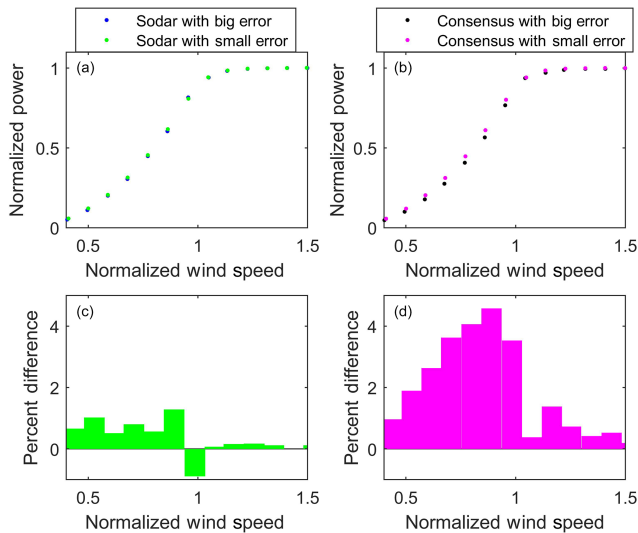 Sodar with big error
Sodar with small error
Consensus with big error
Consensus with small error
(a)
1
0.5
0
0.5
1
1.5
Normalized power
Normalized wind speed
(b)
1
0.5
0
0.5
1
1.5
Normalized power
Normalized wind speed
(c)
4
2
0
0.5
1
1.5
Percent difference
Normalized wind speed
(d)
4
2
0
0.5
1
1.5
Percent difference
Normalized wind speed